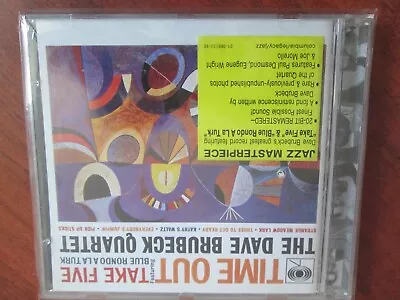 TIME OUT
Featuring
TAKE FIVE
BLUE RONDO A LA TURK
THE DAVE BRUBECK QUARTET
STRANGE MEADOW LARK • THREE TO GET READY • KATHY'S WALTZ • EVERYBODY'S JUMPIN' • PICK UP STICKS
JAZZ MASTERPIECE
Dave Brubeck's greatest record featuring
"Take Five" & "Blue Rondo A La Turk"
20-BIT REMASTERED—
Finest Possible Sound!
A fond reminiscence written by
Dave Brubeck
Rare & previously-unpublished photos
of the Quartet
Features Paul Desmond, Eugene Wright
& Joe Morello
columbia/legacy/jazz